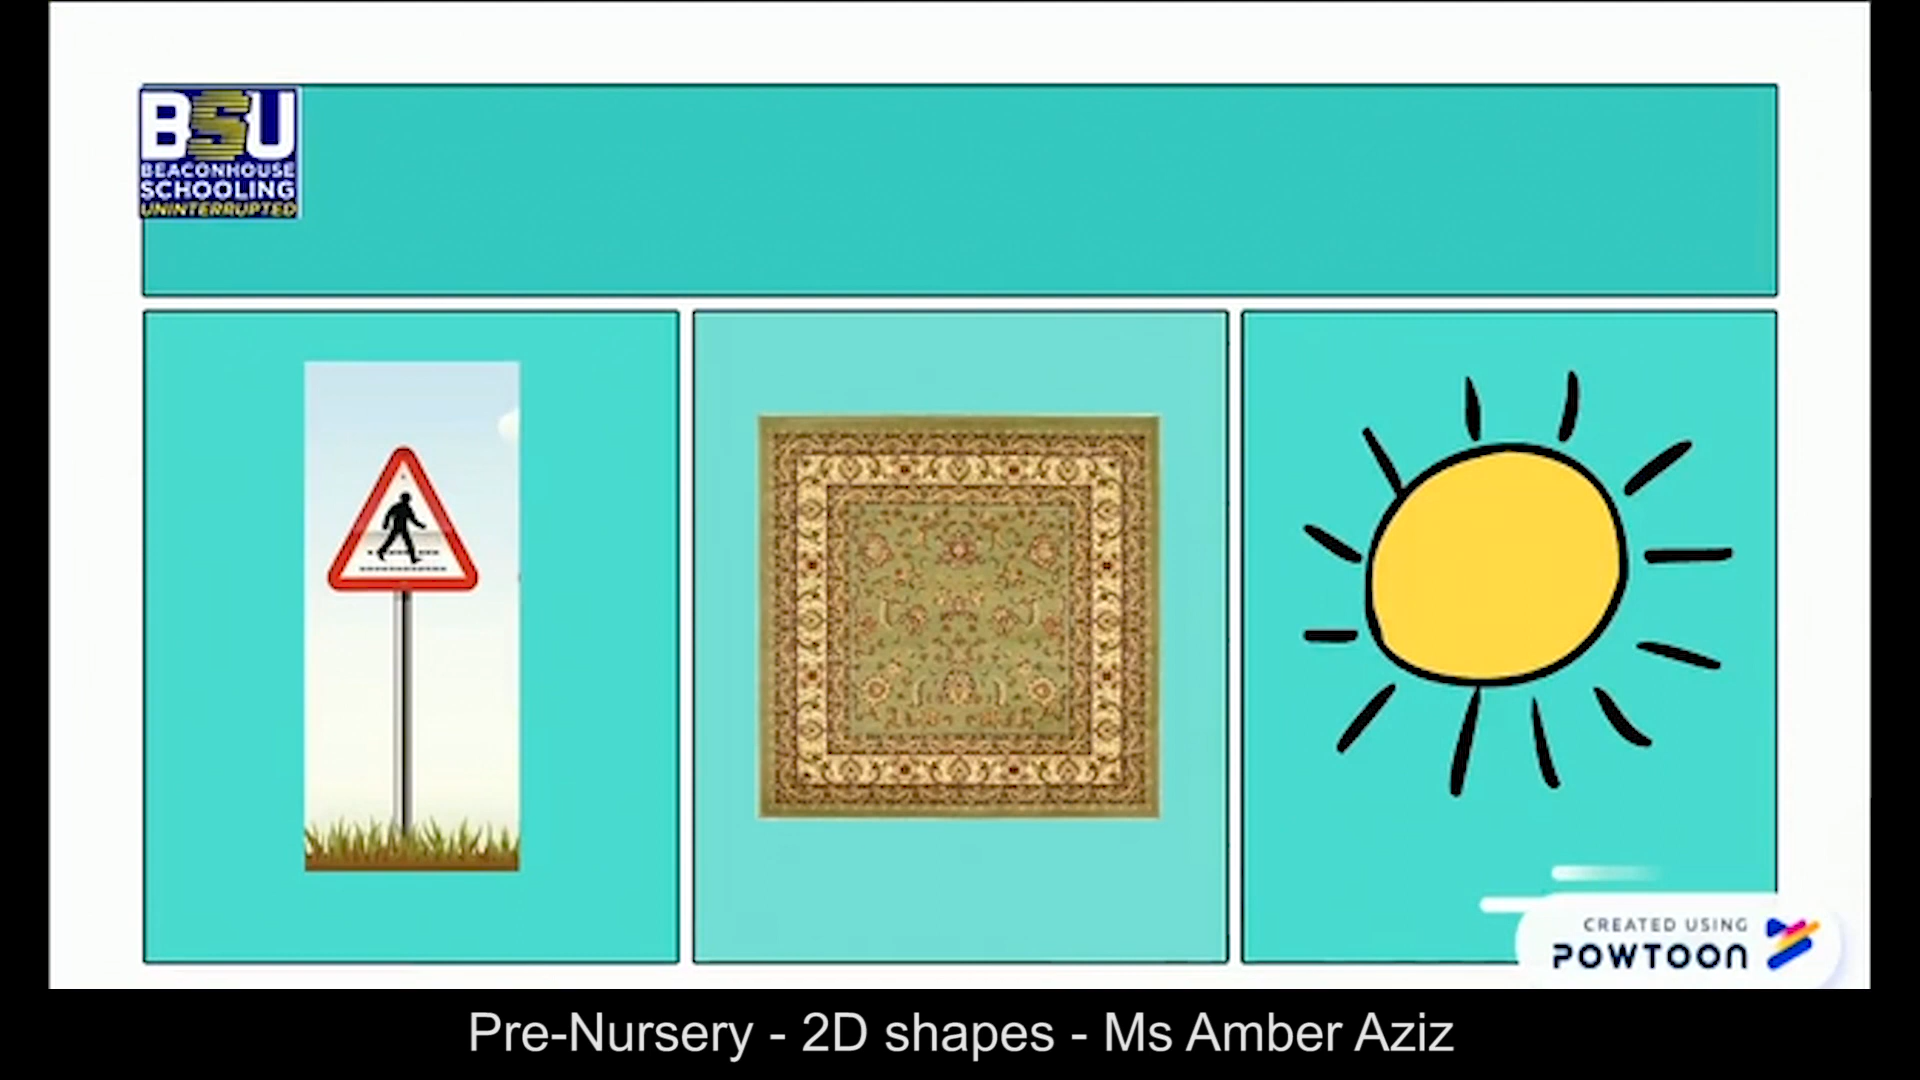 BSU
BEACONHOUSE
SCHOOLING
UNINTERRUPTED
CREATED USING
POWTOON
Pre-Nursery - 2D shapes - Ms Amber Aziz